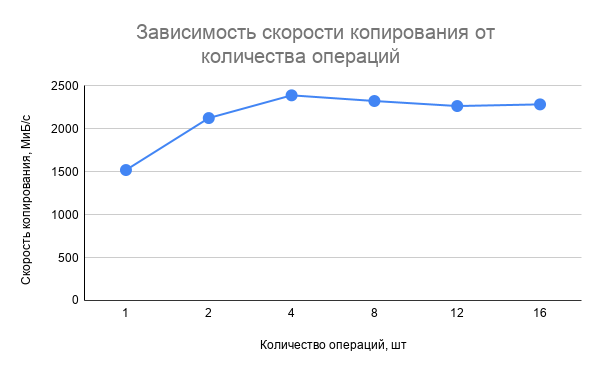 Зависимость скорости копирования от
количества операций
Скорость копирования, МиБ/с
2500
2000
1500
1000
500
0
1 2 4 8 12 16
Количество операций, шт